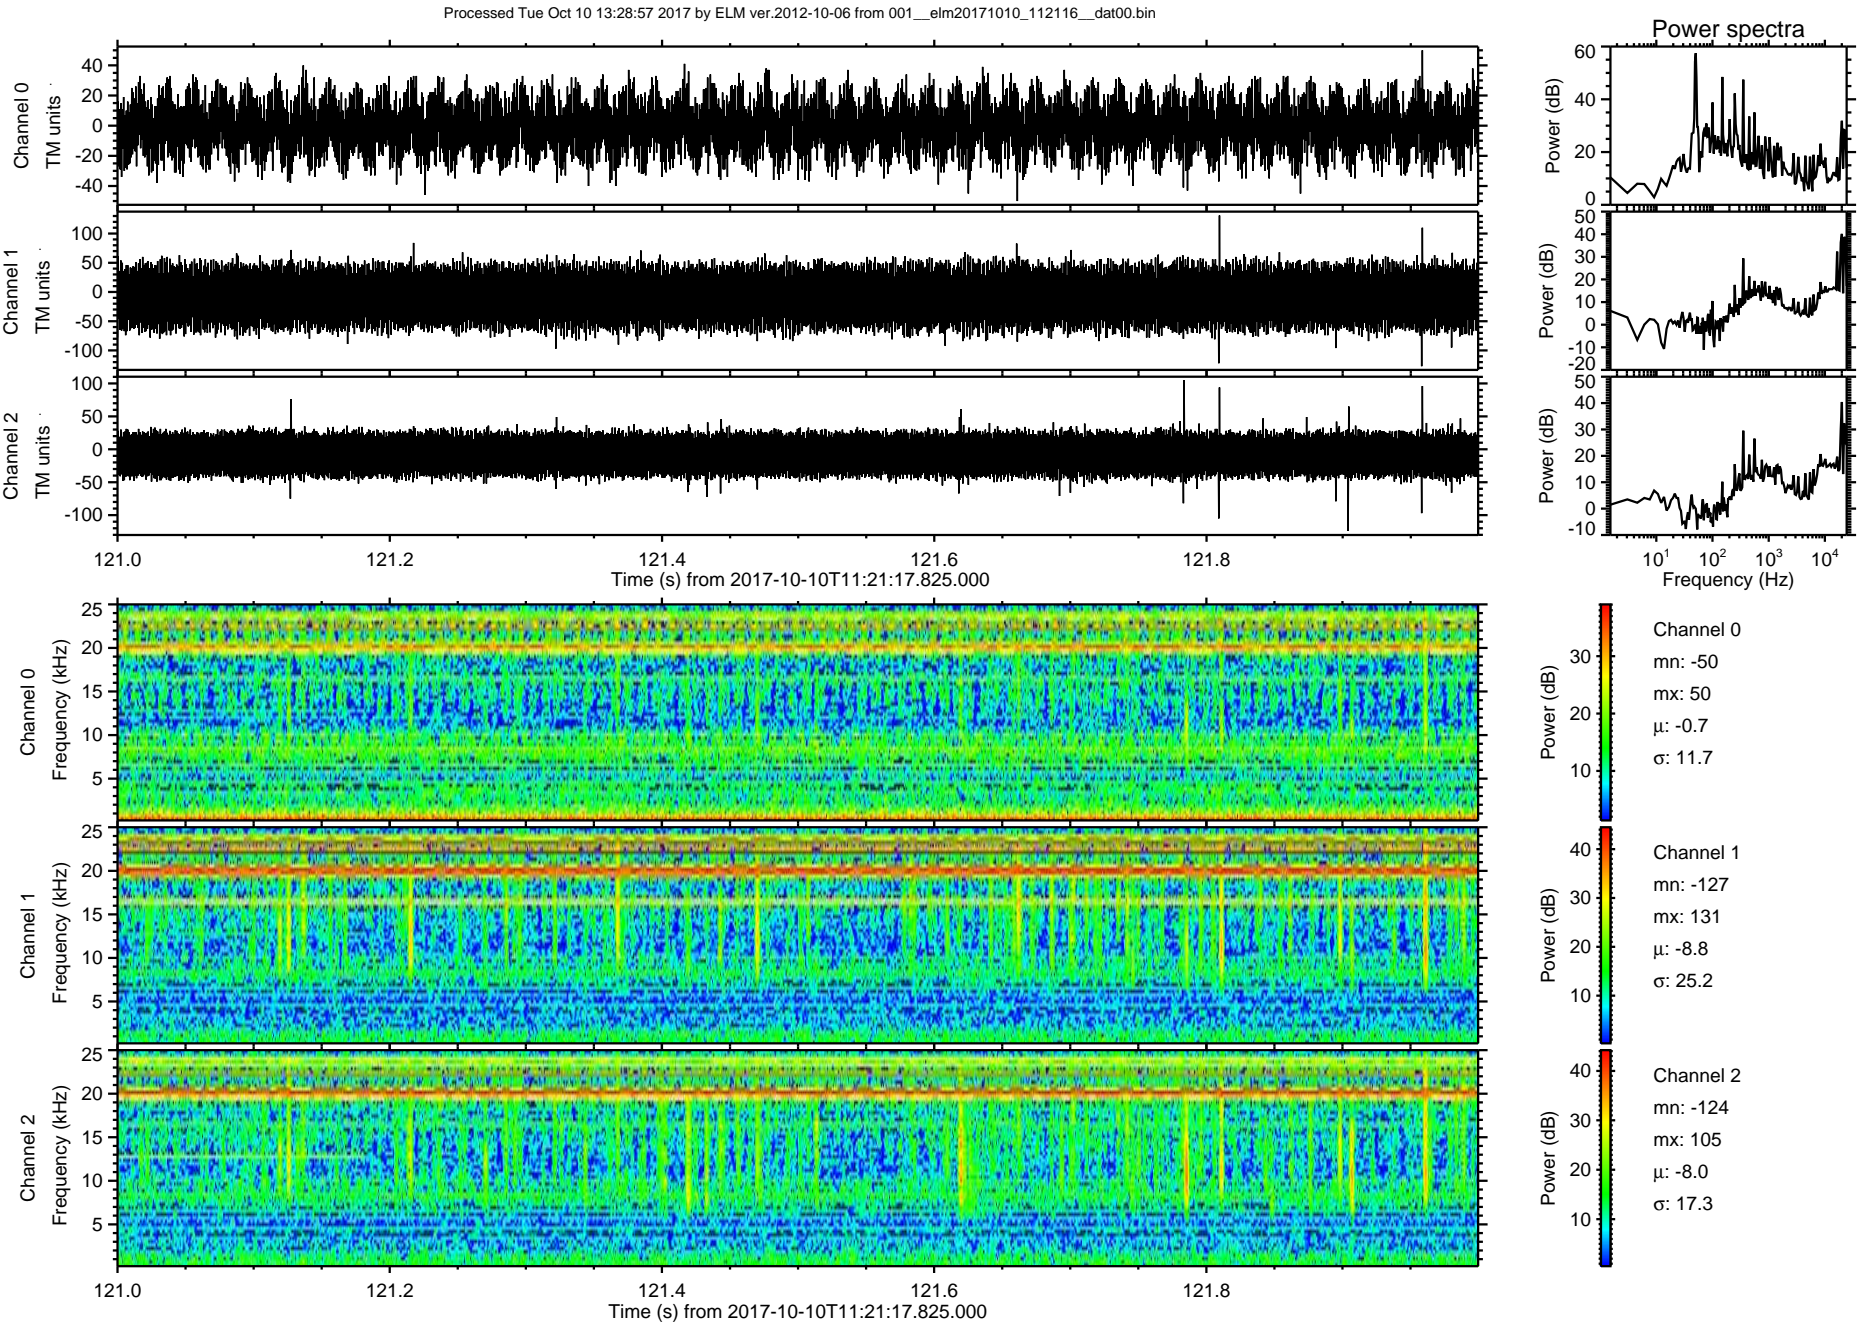 Processed Tue Oct 10 13:28:57 2017 by ELM ver.2012-10-06 from 001__elm20171010_112116__dat00.bin
Power spectra
Channel 0
TM units
40
20
0
-20
-40
Power (dB)
60
40
20
0
Channel 1
TM units
100
50
0
-50
-100
Power (dB)
50
40
30
20
10
0
-10
-20
Channel 2
TM units
100
50
0
-50
-100
Power (dB)
50
40
30
20
10
0
-10
121.0 121.2 121.4 121.6 121.8
Time (s) from 2017-10-10T11:21:17.825.000
10¹ 10² 10³ 10⁴
Frequency (Hz)
Channel 0
Frequency (kHz)
25
20
15
10
5
Power (dB)
30
20
10
Channel 0
mn: -50
mx: 50
μ: -0.7
σ: 11.7
Channel 1
Frequency (kHz)
25
20
15
10
5
Power (dB)
40
30
20
10
Channel 1
mn: -127
mx: 131
μ: -8.8
σ: 25.2
Channel 2
Frequency (kHz)
25
20
15
10
5
Power (dB)
40
30
20
10
Channel 2
mn: -124
mx: 105
μ: -8.0
σ: 17.3
121.0 121.2 121.4 121.6 121.8
Time (s) from 2017-10-10T11:21:17.825.000